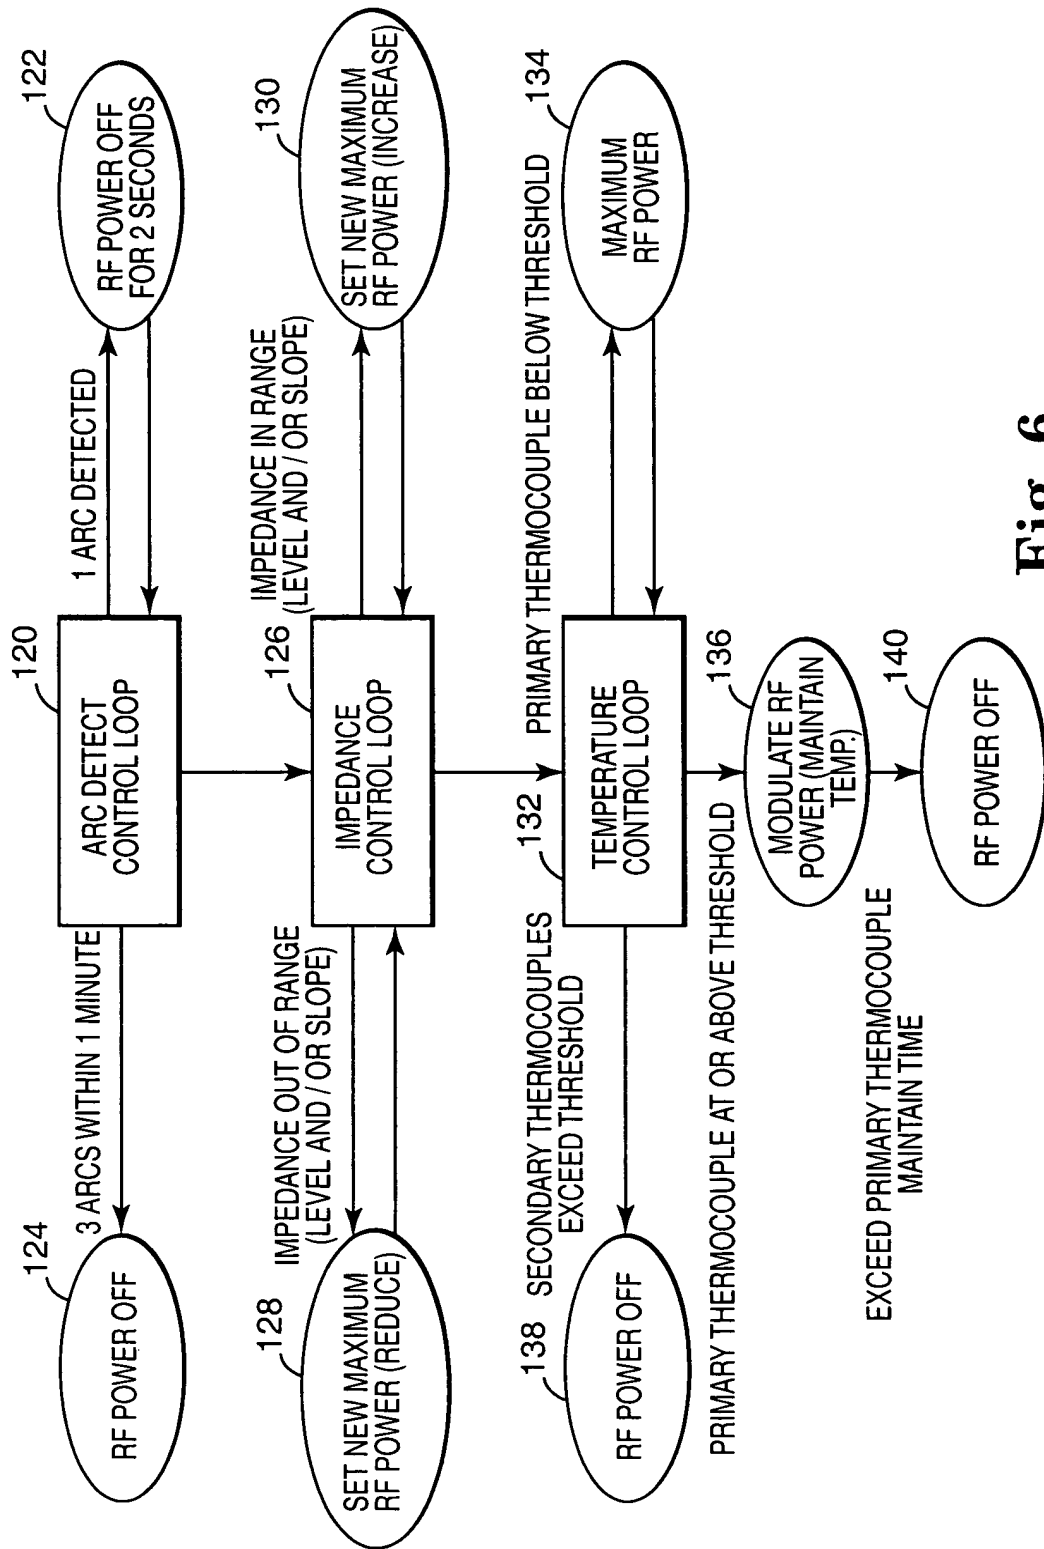 124
RF POWER OFF
3 ARCS WITHIN 1 MINUTE
120
ARC DETECT
CONTROL LOOP
1 ARC DETECTED
122
RF POWER OFF
FOR 2 SECONDS
128
SET NEW MAXIMUM
RF POWER (REDUCE)
IMPEDANCE OUT OF RANGE
(LEVEL AND / OR SLOPE)
126
IMPEDANCE
CONTROL LOOP
IMPEDANCE IN RANGE
(LEVEL AND / OR SLOPE)
130
SET NEW MAXIMUM
RF POWER (INCREASE)
138
RF POWER OFF
SECONDARY THERMOCOUPLES
EXCEED THRESHOLD
132
TEMPERATURE
CONTROL LOOP
PRIMARY THERMOCOUPLE BELOW THRESHOLD
134
MAXIMUM
RF POWER
PRIMARY THERMOCOUPLE AT OR ABOVE THRESHOLD
136
MODULATE RF
POWER (MAINTAIN
TEMP.)
EXCEED PRIMARY THERMOCOUPLE
MAINTAIN TIME
140
RF POWER OFF
Fig. 6